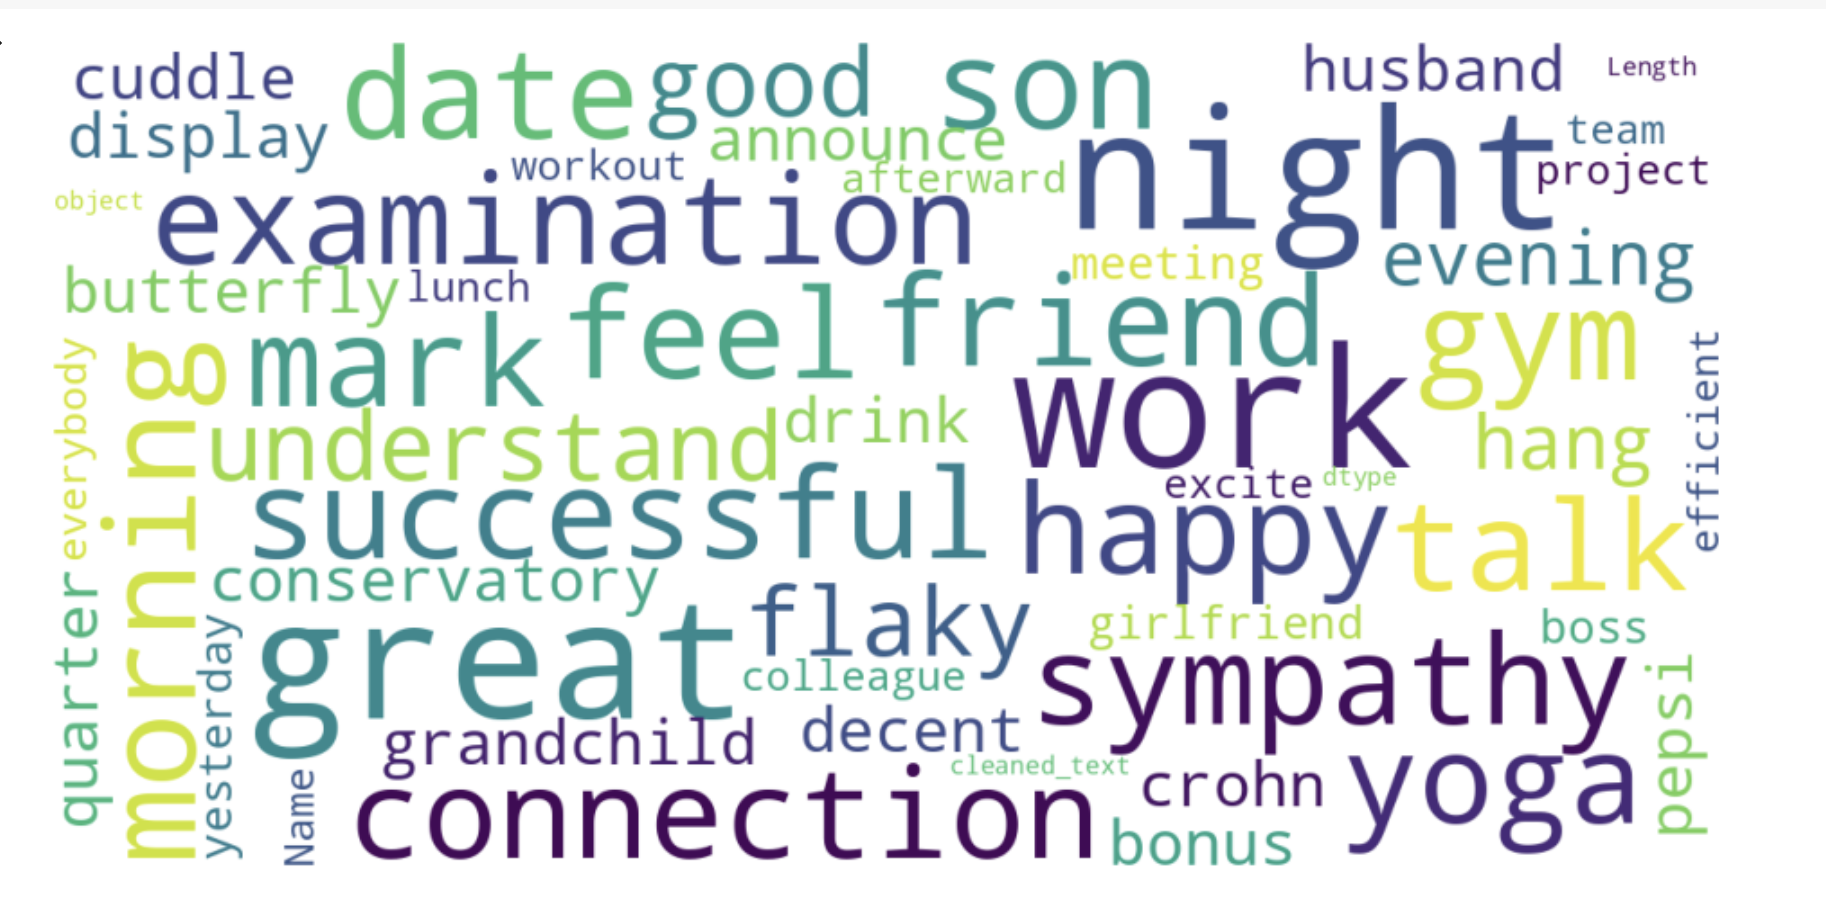 cuddle
date
good
son
husband
Length
display
announce
night
team
workout
afterward
project
object
examination
meeting
evening
butterfly
lunch
feel
friend
gym
everybody
morning
mark
work
efficient
understand
drink
hang
successful
excite
dtype
happy
talk
quarter
conservatory
flaky
girlfriend
boss
yesterday
great
colleague
sympathy
pepsi
grandchild
decent
cleaned_text
crohn
yoga
Name
connection
bonus